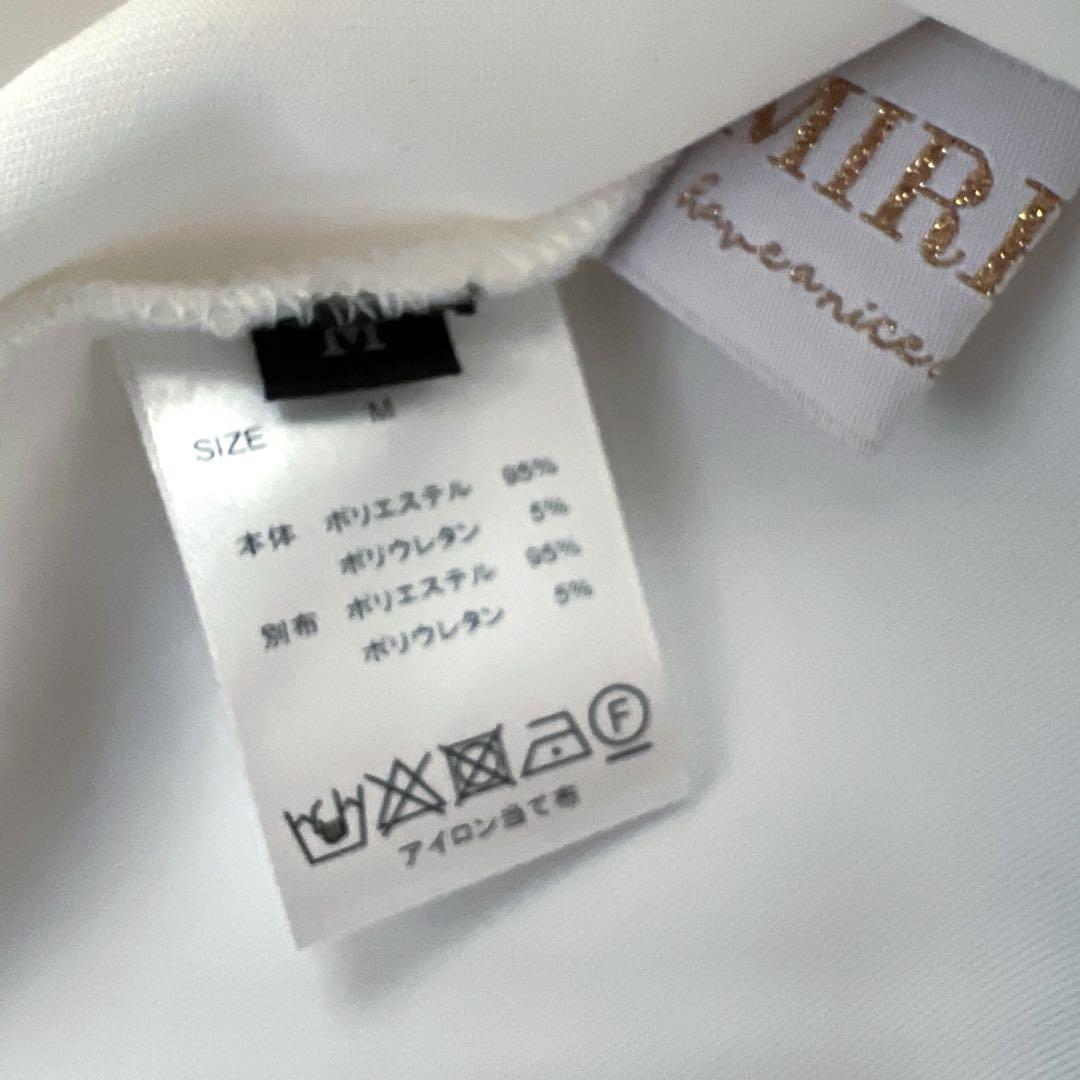 MIRI
haveanice
M
M
SIZE
本体 ポリエステル 95%
ポリウレタン 5%
別布 ポリエステル 95%
ポリウレタン 5%
F
アイロン当て布